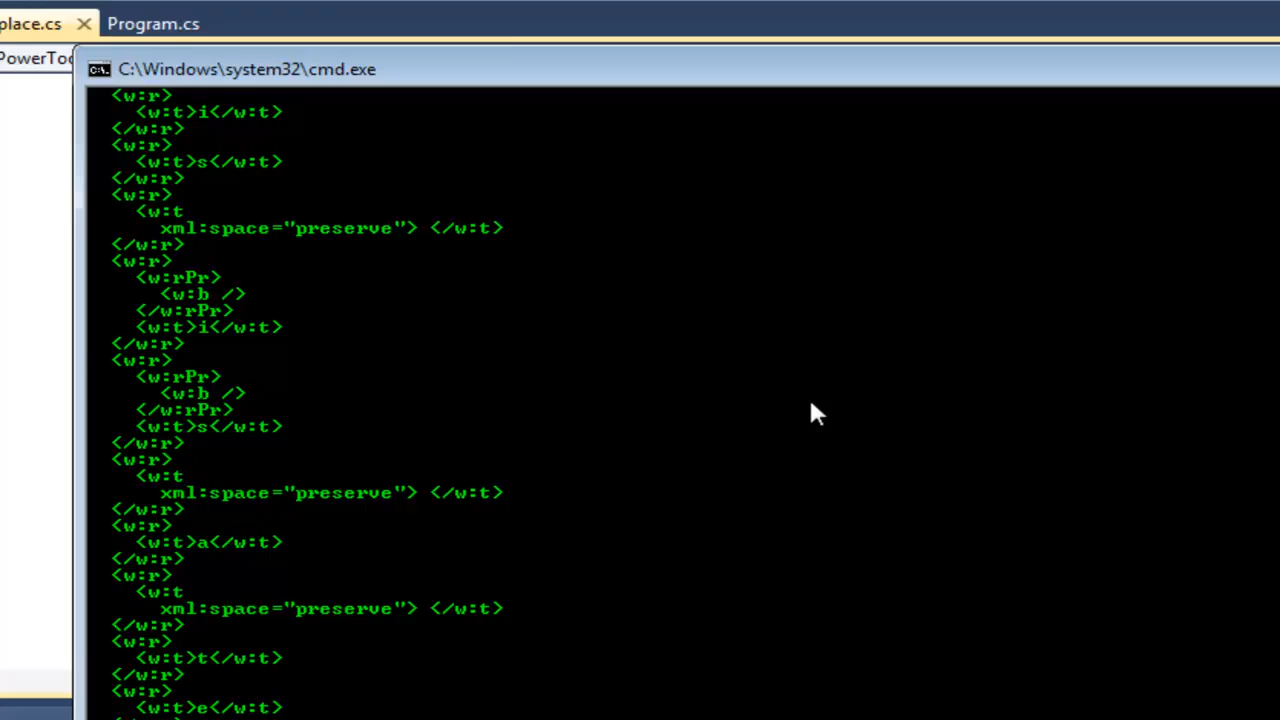 place.cs Program.cs
PowerToo
C:\Windows\system32\cmd.exe
<w:r>
<w:t>i</w:t>
</w:r>
<w:r>
<w:t>s</w:t>
</w:r>
<w:r>
<w:t
xml:space="preserve"> </w:t>
</w:r>
<w:r>
<w:rPr>
<w:b />
</w:rPr>
<w:t>i</w:t>
</w:r>
<w:r>
<w:rPr>
<w:b />
</w:rPr>
<w:t>s</w:t>
</w:r>
<w:r>
<w:t
xml:space="preserve"> </w:t>
</w:r>
<w:r>
<w:t>a</w:t>
</w:r>
<w:r>
<w:t
xml:space="preserve"> </w:t>
</w:r>
<w:r>
<w:t>t</w:t>
</w:r>
<w:r>
<w:t>e</w:t>